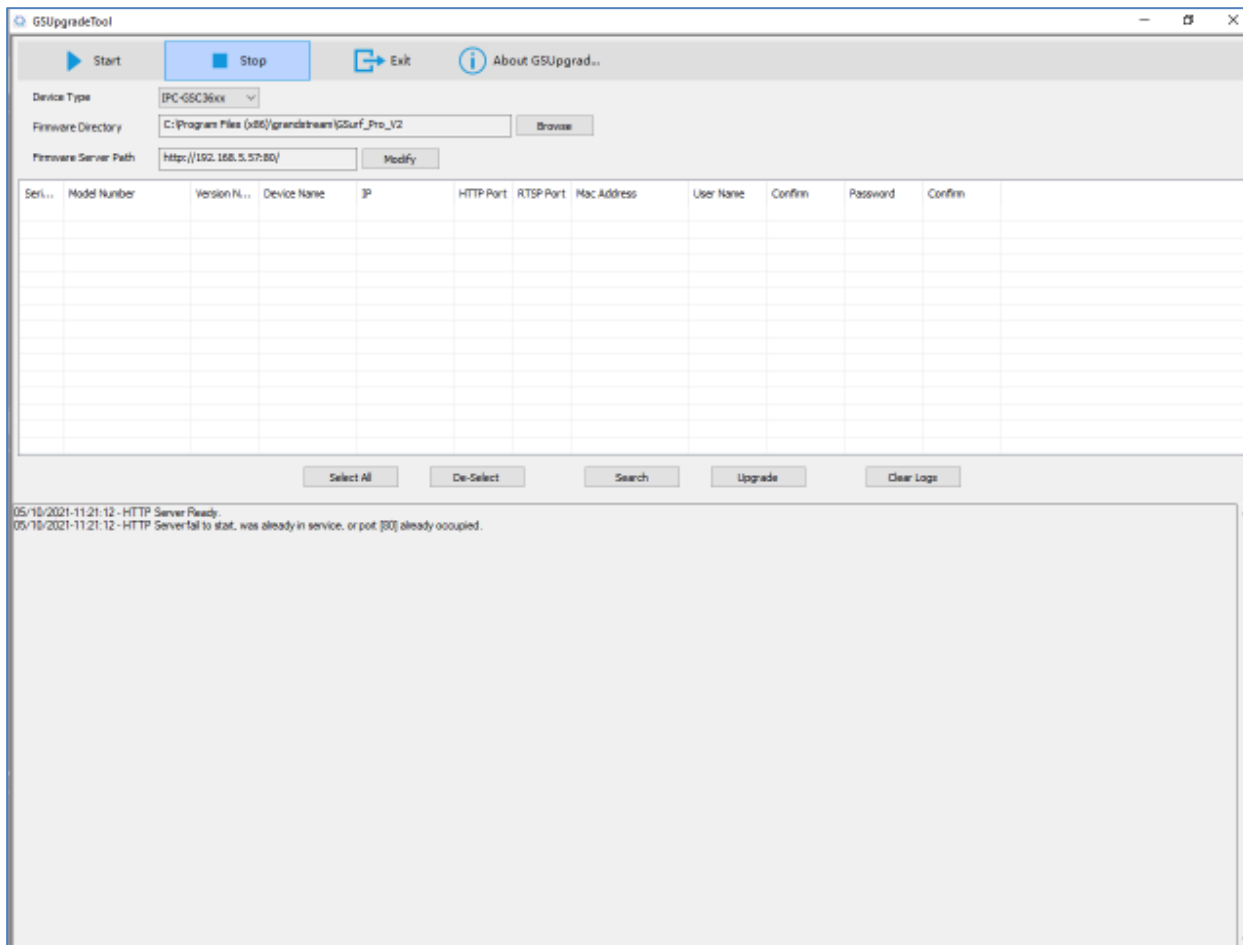 GSUpgradeTool
Start Stop Exit About GSUpgrad...
Device Type IPC-GSC36xx
Firmware Directory C:\Program Files (x86)\grandstream\GSurf_Pro_V2 Browse
Firmware Server Path http://192.168.5.57:80/ Modify
Seri... Model Number Version N... Device Name IP HTTP Port RTSP Port Mac Address User Name Confirm Password Confirm
Select All De-Select Search Upgrade Clear Logs
05/10/2021-11:21:12 - HTTP Server Ready.
05/10/2021-11:21:12 - HTTP Server fail to start, was already in service, or port [80] already occupied.